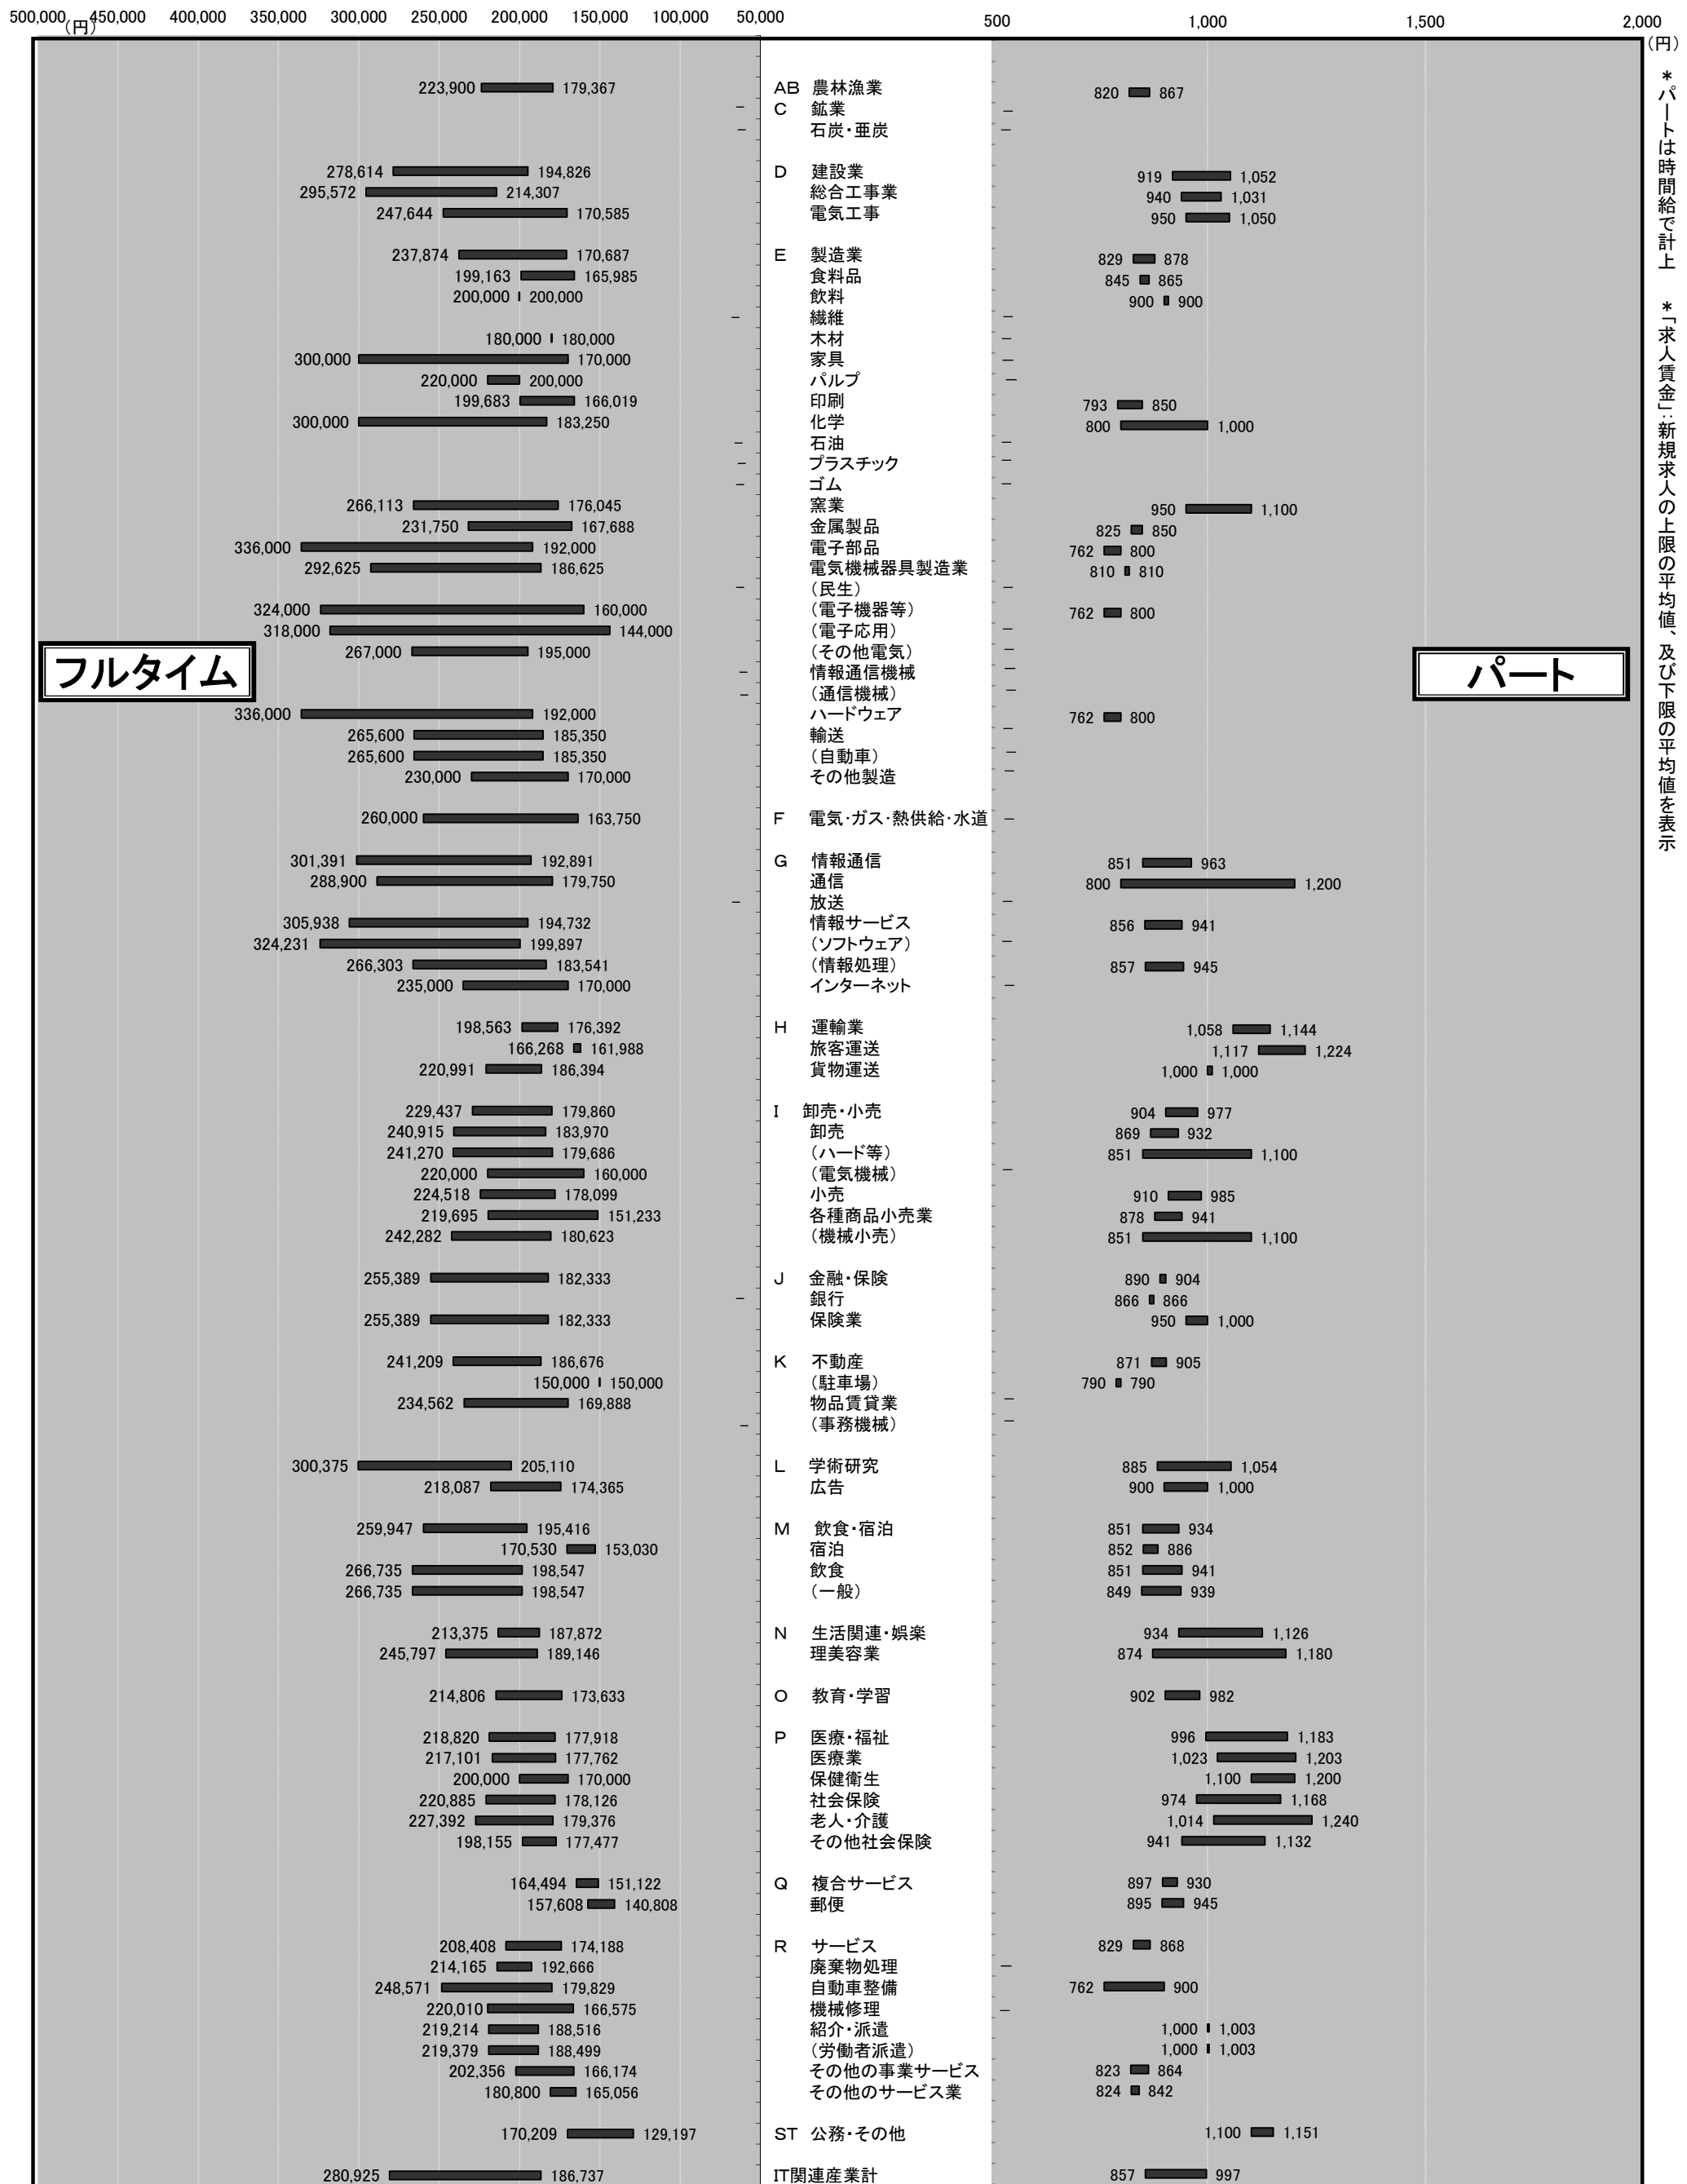 500,000 450,000 400,000 350,000 300,000 250,000 200,000 150,000 100,000 50,000 500 1,000 1,500 2,000
(円) (円)
223,900 179,367 AB 農林漁業 820 867
– C 鉱業 –
– 石炭・亜炭 –
278,614 194,826 D 建設業 919 1,052
295,572 214,307 総合工事業 940 1,031
247,644 170,585 電気工事 950 1,050
237,874 170,687 E 製造業 829 878
199,163 165,985 食料品 845 865
200,000 200,000 飲料 900 900
– 繊維 –
180,000 180,000 木材 –
300,000 170,000 家具 –
220,000 200,000 パルプ –
199,683 166,019 印刷 793 850
300,000 183,250 化学 800 1,000
– 石油 –
– プラスチック –
– ゴム –
266,113 176,045 窯業 950 1,100
231,750 167,688 金属製品 825 850
336,000 192,000 電子部品 762 800
292,625 186,625 電気機械器具製造業 810 810
– (民生) –
324,000 160,000 (電子機器等) 762 800
318,000 144,000 (電子応用) –
267,000 195,000 (その他電気) –
– 情報通信機械 –
– (通信機械) –
フルタイム パート
336,000 192,000 ハードウェア 762 800
265,600 185,350 輸送 –
265,600 185,350 (自動車) –
230,000 170,000 その他製造 –
260,000 163,750 F 電気・ガス・熱供給・水道 –
301,391 192,891 G 情報通信 851 963
288,900 179,750 通信 800 1,200
– 放送 –
305,938 194,732 情報サービス 856 941
324,231 199,897 (ソフトウェア) –
266,303 183,541 (情報処理) 857 945
235,000 170,000 インターネット –
198,563 176,392 H 運輸業 1,058 1,144
166,268 161,988 旅客運送 1,117 1,224
220,991 186,394 貨物運送 1,000 1,000
229,437 179,860 I 卸売・小売 904 977
240,915 183,970 卸売 869 932
241,270 179,686 (ハード等) 851 1,100
220,000 160,000 (電気機械) –
224,518 178,099 小売 910 985
219,695 151,233 各種商品小売業 878 941
242,282 180,623 (機械小売) 851 1,100
255,389 182,333 J 金融・保険 890 904
– 銀行 866 866
255,389 182,333 保険業 950 1,000
241,209 186,676 K 不動産 871 905
150,000 150,000 (駐車場) 790 790
234,562 169,888 物品賃貸業 –
– (事務機械) –
300,375 205,110 L 学術研究 885 1,054
218,087 174,365 広告 900 1,000
259,947 195,416 M 飲食・宿泊 851 934
170,530 153,030 宿泊 852 886
266,735 198,547 飲食 851 941
266,735 198,547 (一般) 849 939
213,375 187,872 N 生活関連・娯楽 934 1,126
245,797 189,146 理美容業 874 1,180
214,806 173,633 O 教育・学習 902 982
218,820 177,918 P 医療・福祉 996 1,183
217,101 177,762 医療業 1,023 1,203
200,000 170,000 保健衛生 1,100 1,200
220,885 178,126 社会保険 974 1,168
227,392 179,376 老人・介護 1,014 1,240
198,155 177,477 その他社会保険 941 1,132
164,494 151,122 Q 複合サービス 897 930
157,608 140,808 郵便 895 945
208,408 174,188 R サービス 829 868
214,165 192,666 廃棄物処理 –
248,571 179,829 自動車整備 762 900
220,010 166,575 機械修理 –
219,214 188,516 紹介・派遣 1,000 1,003
219,379 188,499 (労働者派遣) 1,000 1,003
202,356 166,174 その他の事業サービス 823 864
180,800 165,056 その他のサービス業 824 842
170,209 129,197 ST 公務・その他 1,100 1,151
280,925 186,737 IT関連産業計 857 997
*パートは時間給で計上 *「求人賃金」:新規求人の上限の平均値、及び下限の平均値を表示